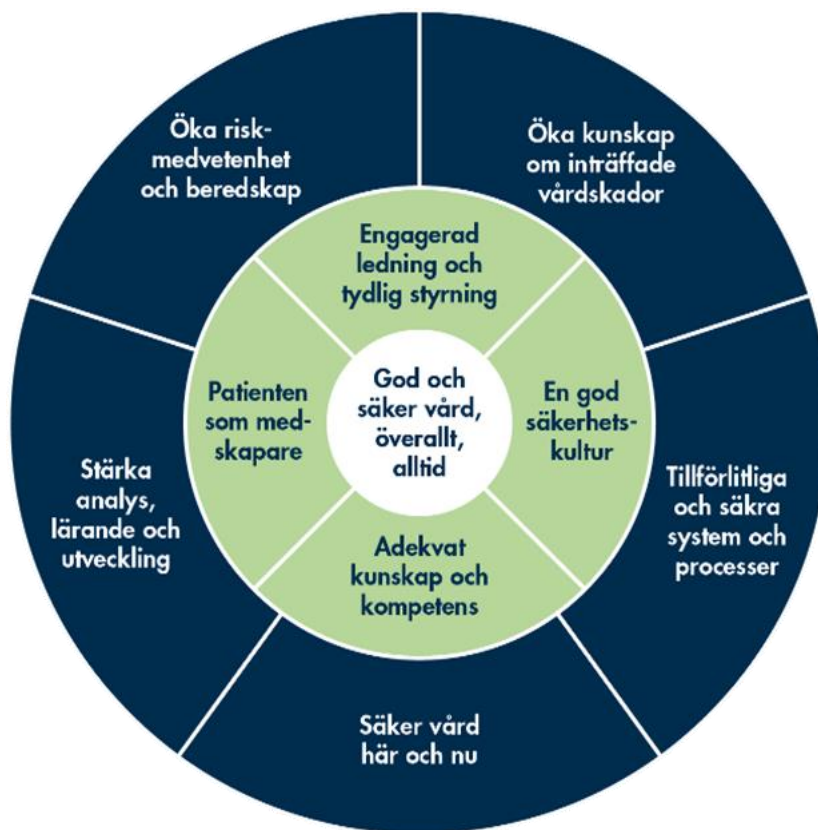 Öka risk-
medvetenhet
och beredskap
Öka kunskap
om inträffade
vårdskador
Engagerad
ledning och
tydlig styrning
Patienten
som med-
skapare
God och
säker vård,
överallt,
alltid
En god
säkerhets-
kultur
Stärka
analys,
lärande och
utveckling
Tillförlitliga
och säkra
system och
processer
Adekvat
kunskap och
kompetens
Säker vård
här och nu